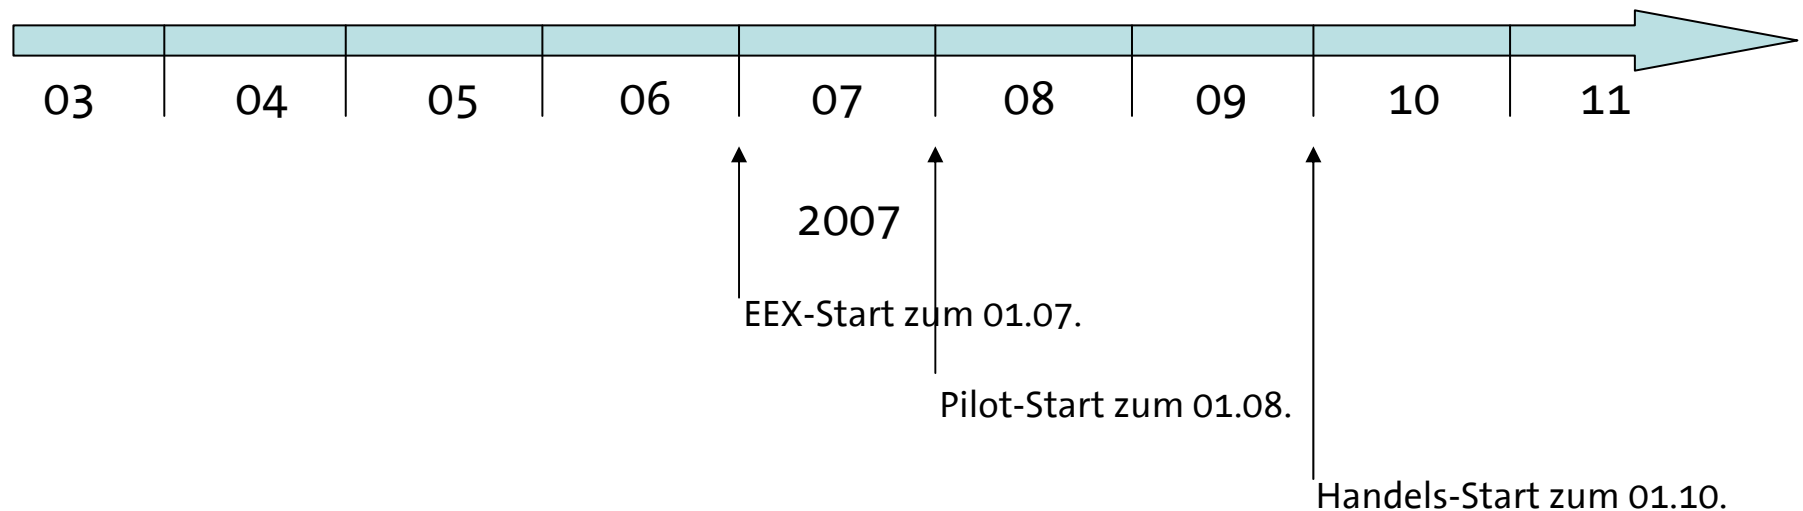 03 04 05 06 07 08 09 10 11
2007
EEX-Start zum 01.07.
Pilot-Start zum 01.08.
Handels-Start zum 01.10.